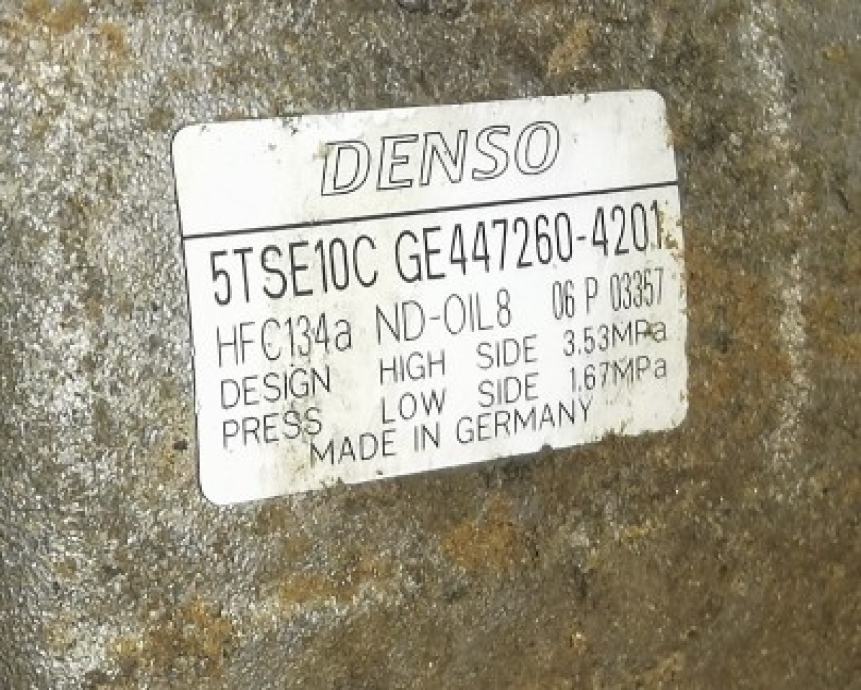 DENSO
5TSE10C GE447260-4201
HFC134a ND-OIL8 06 P 03357
DESIGN HIGH SIDE 3.53MPa
PRESS LOW SIDE 1.67MPa
MADE IN GERMANY